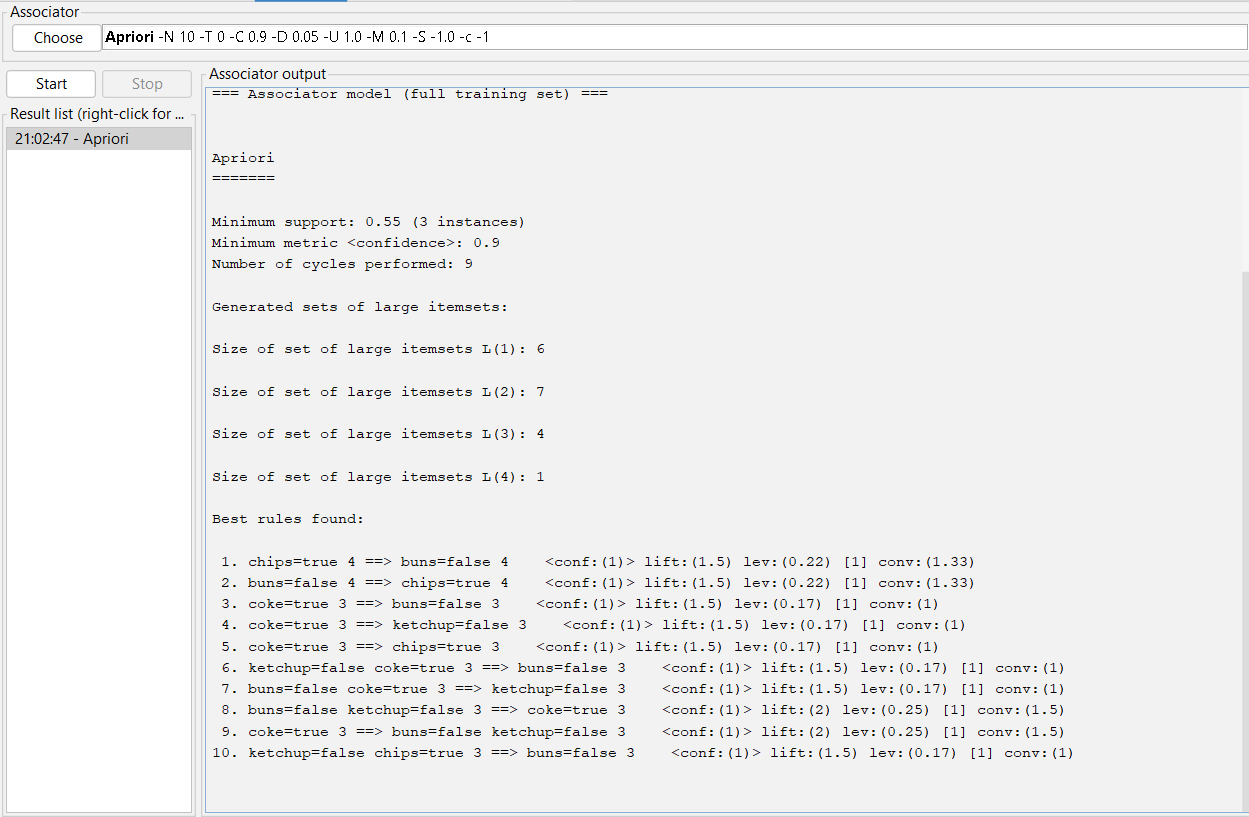 Associator
Choose Apriori -N 10 -T 0 -C 0.9 -D 0.05 -U 1.0 -M 0.1 -S -1.0 -c -1
Start Stop
Result list (right-click for ...
21:02:47 - Apriori
Associator output
=== Associator model (full training set) ===
Apriori
=======
Minimum support: 0.55 (3 instances)
Minimum metric <confidence>: 0.9
Number of cycles performed: 9
Generated sets of large itemsets:
Size of set of large itemsets L(1): 6
Size of set of large itemsets L(2): 7
Size of set of large itemsets L(3): 4
Size of set of large itemsets L(4): 1
Best rules found:
1. chips=true 4 ==> buns=false 4 <conf:(1)> lift:(1.5) lev:(0.22) [1] conv:(1.33)
2. buns=false 4 ==> chips=true 4 <conf:(1)> lift:(1.5) lev:(0.22) [1] conv:(1.33)
3. coke=true 3 ==> buns=false 3 <conf:(1)> lift:(1.5) lev:(0.17) [1] conv:(1)
4. coke=true 3 ==> ketchup=false 3 <conf:(1)> lift:(1.5) lev:(0.17) [1] conv:(1)
5. coke=true 3 ==> chips=true 3 <conf:(1)> lift:(1.5) lev:(0.17) [1] conv:(1)
6. ketchup=false coke=true 3 ==> buns=false 3 <conf:(1)> lift:(1.5) lev:(0.17) [1] conv:(1)
7. buns=false coke=true 3 ==> ketchup=false 3 <conf:(1)> lift:(1.5) lev:(0.17) [1] conv:(1)
8. buns=false ketchup=false 3 ==> coke=true 3 <conf:(1)> lift:(2) lev:(0.25) [1] conv:(1.5)
9. coke=true 3 ==> buns=false ketchup=false 3 <conf:(1)> lift:(2) lev:(0.25) [1] conv:(1.5)
10. ketchup=false chips=true 3 ==> buns=false 3 <conf:(1)> lift:(1.5) lev:(0.17) [1] conv:(1)